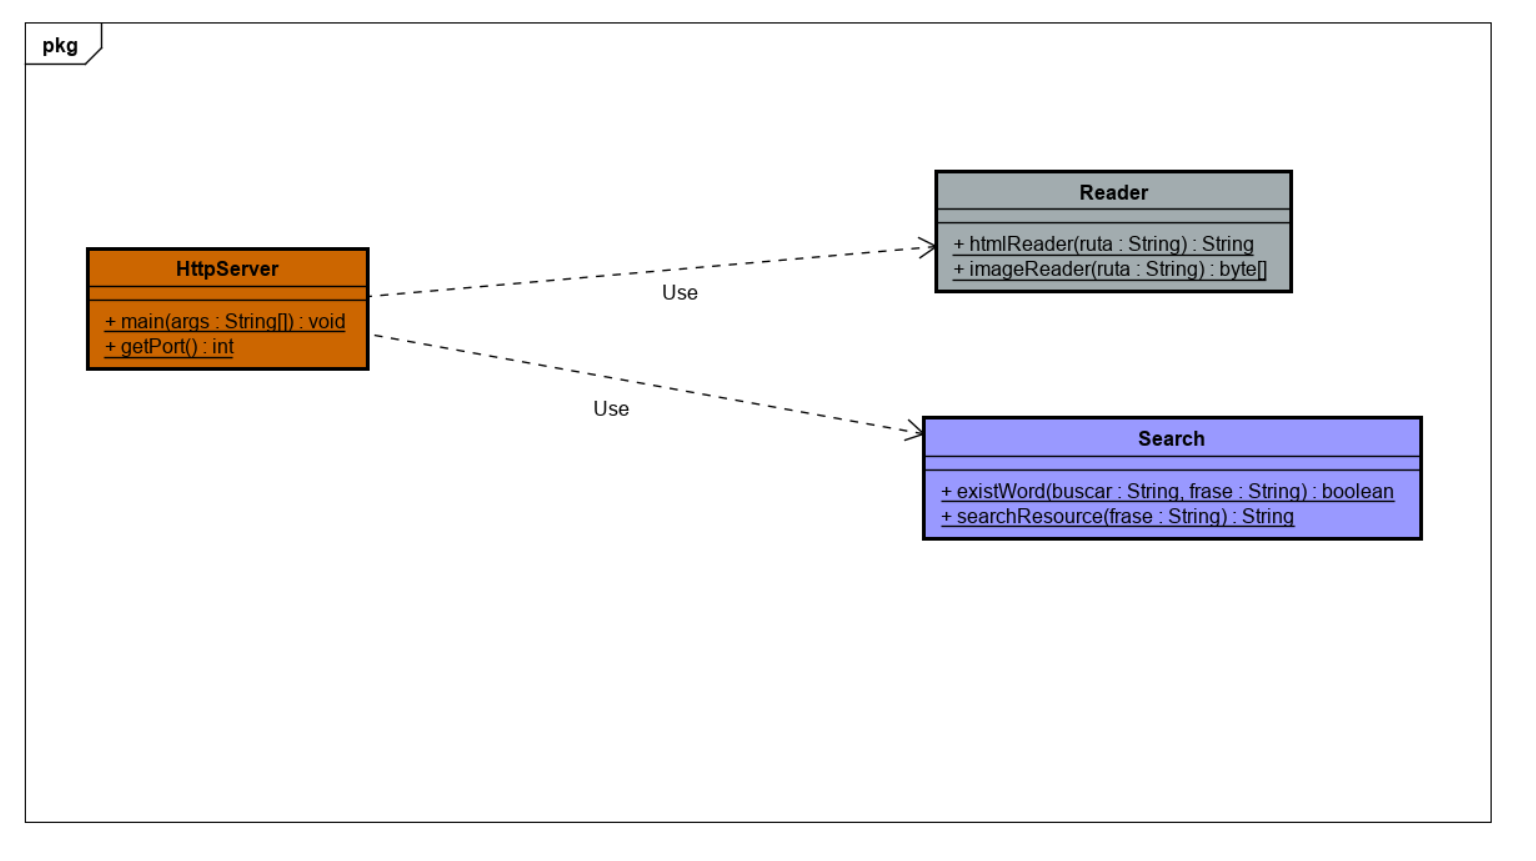 pkg
HttpServer
+ main(args : String[]) : void
+ getPort() : int
Use
Use
Reader
+ htmlReader(ruta : String) : String
+ imageReader(ruta : String) : byte[]
Search
+ existWord(buscar : String, frase : String) : boolean
+ searchResource(frase : String) : String